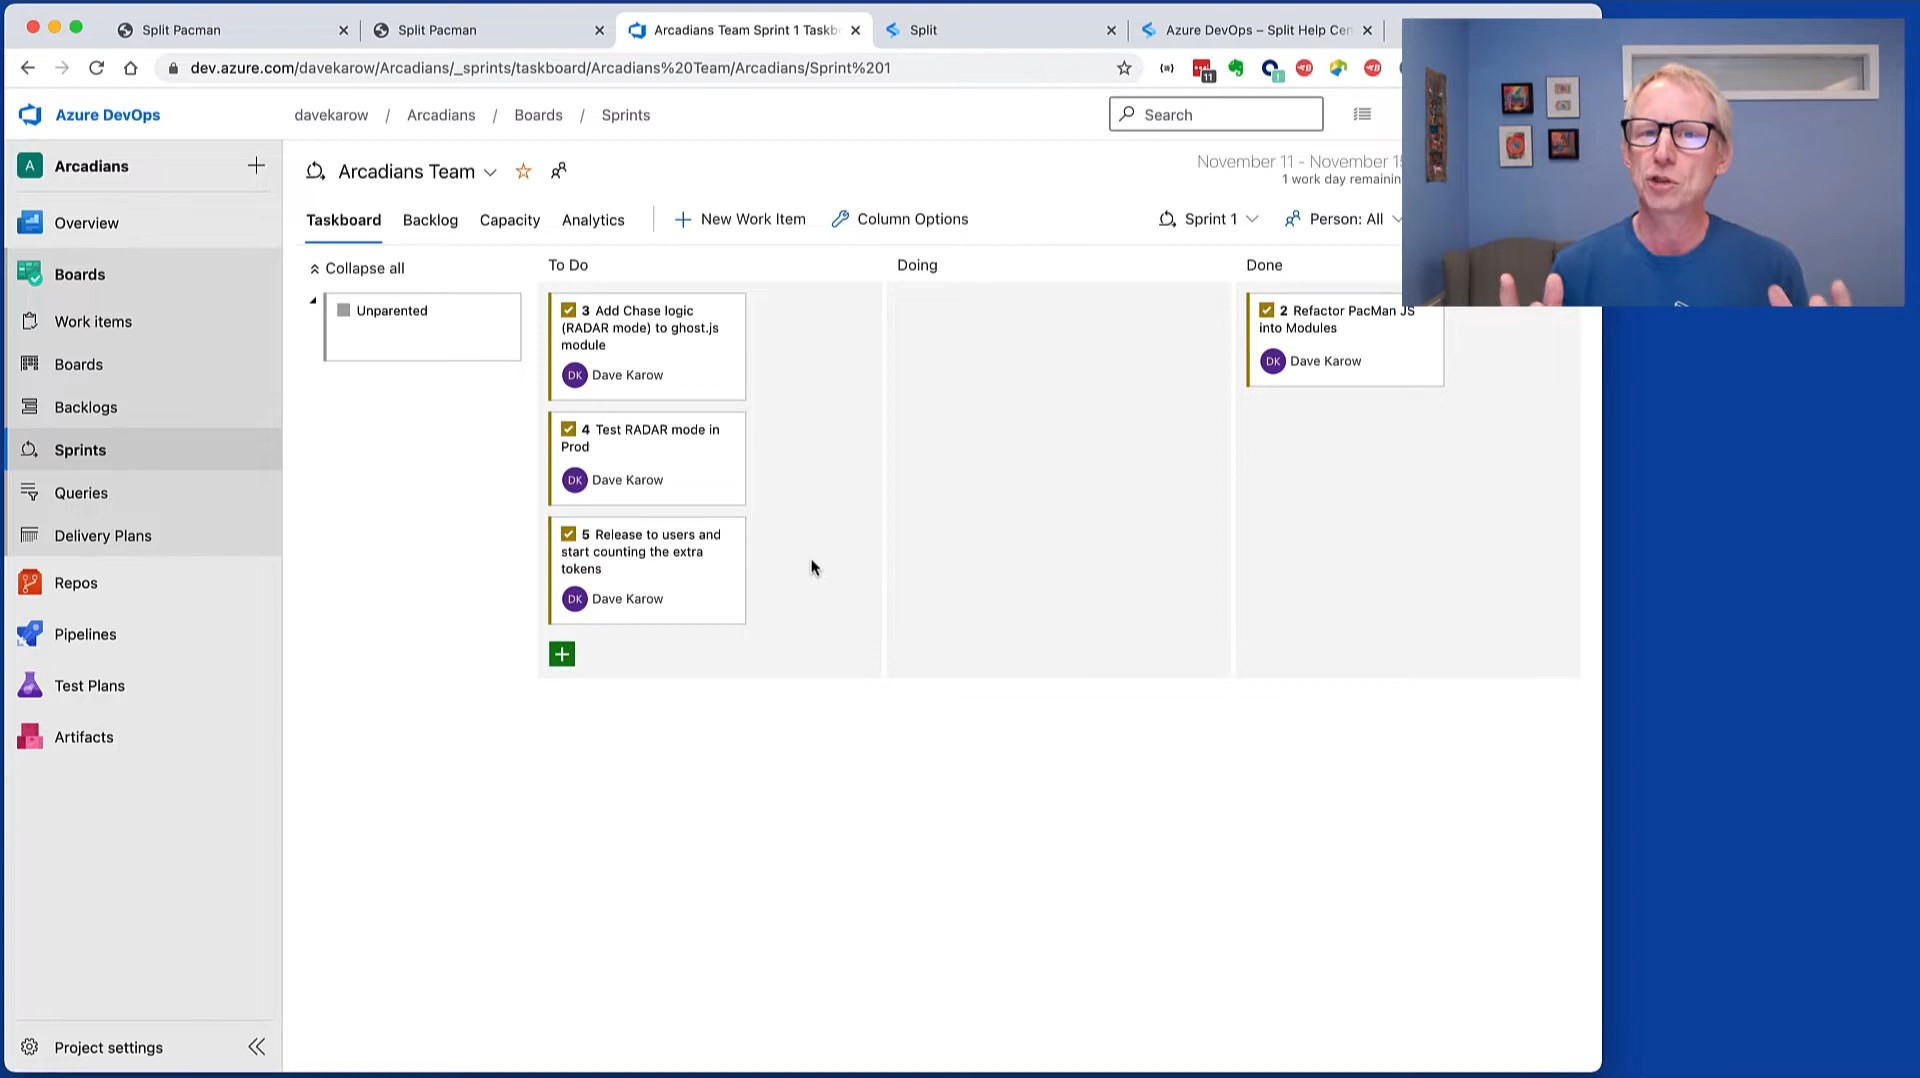 Split Pacman
Split Pacman
Arcadians Team Sprint 1 Taskb
Split
Azure DevOps – Split Help Cen
dev.azure.com/davekarow/Arcadians/_sprints/taskboard/Arcadians%20Team/Arcadians/Sprint%201
11
1
Azure DevOps
davekarow / Arcadians / Boards / Sprints
Search
A Arcadians
Arcadians Team
November 11 - November 15
1 work day remainin
Overview
Taskboard Backlog Capacity Analytics New Work Item Column Options Sprint 1 Person: All
Boards
Work items
Boards
Backlogs
Sprints
Queries
Delivery Plans
Repos
Pipelines
Test Plans
Artifacts
Project settings
Collapse all
Unparented
To Do
3 Add Chase logic
(RADAR mode) to ghost.js
module
DK Dave Karow
4 Test RADAR mode in
Prod
DK Dave Karow
5 Release to users and
start counting the extra
tokens
DK Dave Karow
Doing
Done
2 Refactor PacMan JS
into Modules
DK Dave Karow